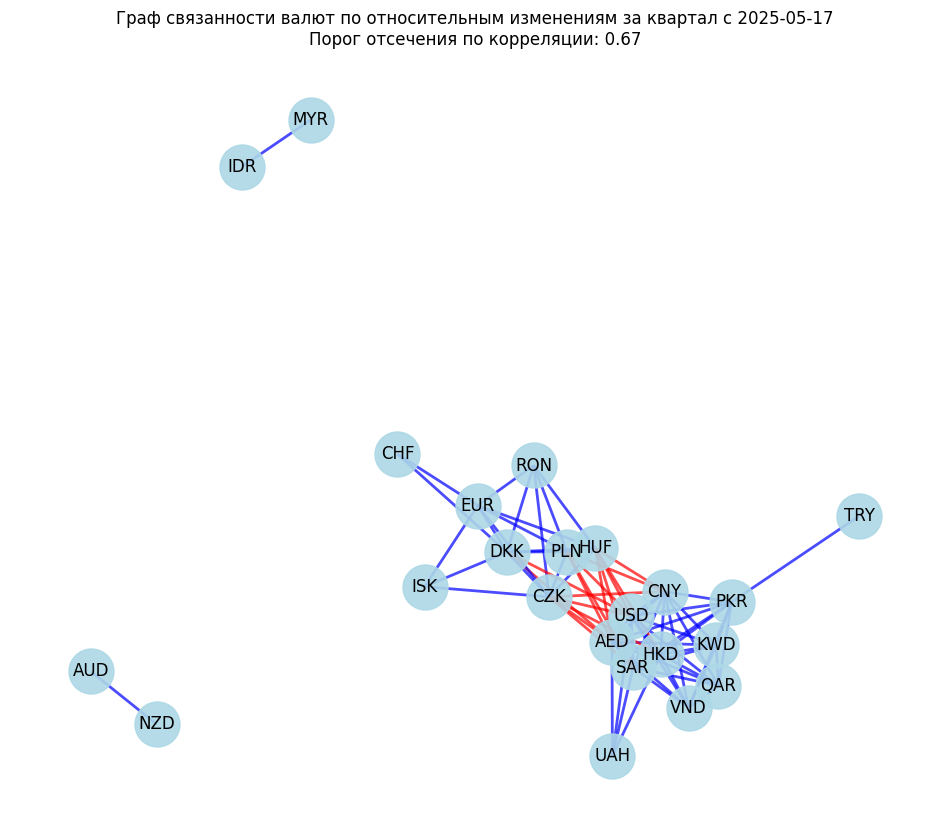 Граф связанности валют по относительным изменениям за квартал с 2025-05-17
Порог отсечения по корреляции: 0.67
MYR
IDR
CHF
RON
EUR
TRY
DKK
PLN
HUF
ISK
CZK
CNY
PKR
USD
AED
KWD
HKD
SAR
AUD
QAR
VND
NZD
UAH